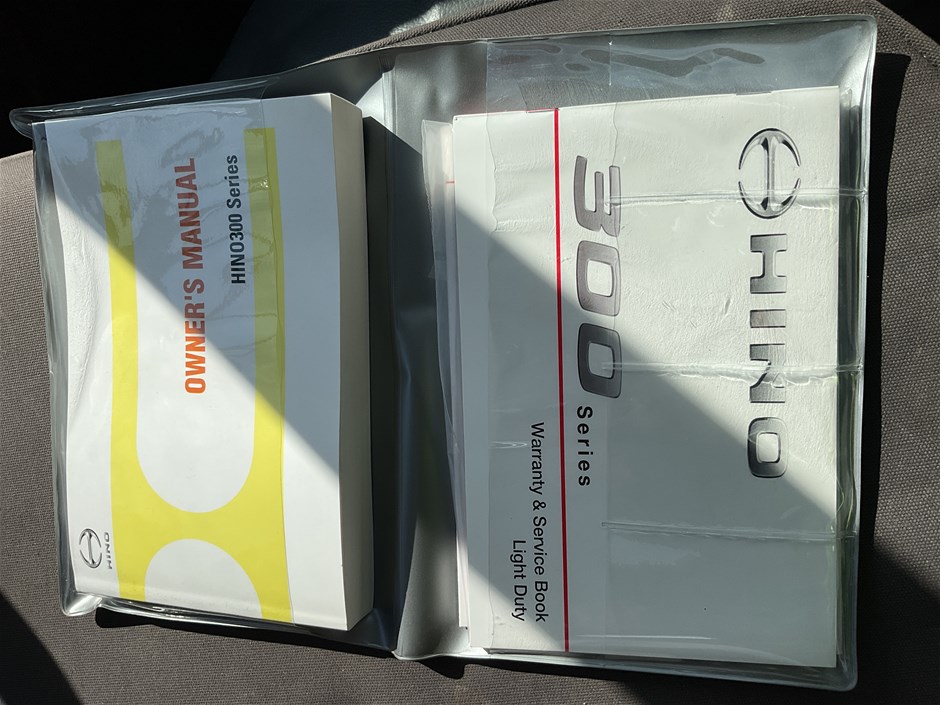 OWNER'S MANUAL
HINO300 Series
HINO
HINO
300 Series
Warranty & Service Book
Light Duty